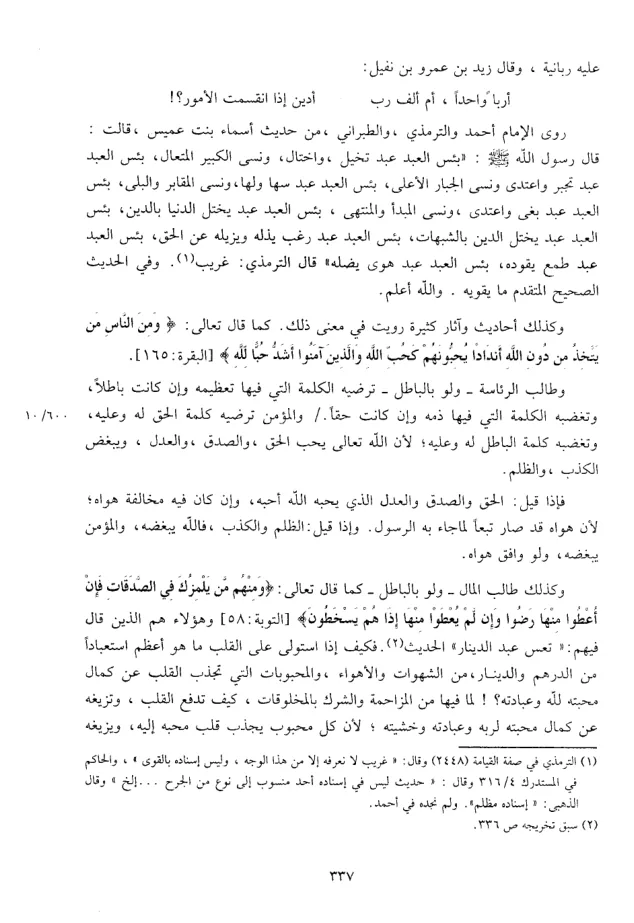 عليه ربانية ، وقال زيد بن عمرو بن نفيل:
أرباً واحداً ، أم ألف رب أدين إذا انقسمت الأمور؟!
روى الإمام أحمد والترمذي ،والطبراني ،من حديث أسماء بنت عميس ،قالت :
قال رسول الله ﷺ : «بئس العبد عبد تخيل ،واختال، ونسى الكبير المتعال، بئس العبد
عبد تجبر واعتدى ونسى الجبار الأعلى، بئس العبد عبد سها ولها،ونسى المقابر والبلى، بئس
العبد عبد بغى واعتدى ،ونسى المبدأ والمنتهى ، بئس العبد عبد يختل الدنيا بالدين، بئس
العبد عبد يختل الدين بالشبهات، بئس العبد عبد رغب يذله ويزيله عن الحق، بئس العبد
عبد طمع يقوده، بئس العبد عبد هوى يضله» قال الترمذي: غريب(١). وفي الحديث
الصحيح المتقدم ما يقويه . والله أعلم.
وكذلك أحاديث وآثار كثيرة رويت في معنى ذلك. كما قال تعالى: ﴿ وَمِنَ النَّاسِ مَن
يَتَّخِذُ مِن دُونِ اللَّهِ أَندَادًا يُحِبُّونَهُمْ كَحُبِّ اللَّهِ وَالَّذِينَ آمَنُوا أَشَدُّ حُبًّا لِلَّهِ ﴾ [البقرة:١٦٥].
وطالب الرئاسة ـ ولو بالباطل ـ ترضيه الكلمة التي فيها تعظيمه وإن كانت باطلاً،
وتغضبه الكلمة التي فيها ذمه وإن كانت حقاً./ والمؤمن ترضيه كلمة الحق له وعليه، ١٠/٦٠٠
وتغضبه كلمة الباطل له وعليه؛ لأن الله تعالى يحب الحق ،والصدق ،والعدل ، ويبغض
الكذب ،والظلم.
فإذا قيل: الحق والصدق والعدل الذي يحبه الله أحبه، وإن كان فيه مخالفة هواه؛
لأن هواه قد صار تبعاً لماجاء به الرسول. وإذا قيل:الظلم والكذب ،فالله يبغضه، والمؤمن
يبغضه، ولو وافق هواه.
وكذلك طالب المال ـ ولو بالباطل ـ كما قال تعالى: ﴿وَمِنْهُم مَّن يَلْمِزُكَ فِي الصَّدَقَاتِ فَإِنْ
أُعْطُوا مِنْهَا رَضُوا وَإِن لَّمْ يُعْطَوْا مِنْهَا إِذَا هُمْ يَسْخَطُونَ﴾ [التوبة:٥٨] وهؤلاء هم الذين قال
فيهم:« تعس عبد الدينار» الحديث(٢).فكيف إذا استولى على القلب ما هو أعظم استعباداً
من الدرهم والدينار،من الشهوات والأهواء ،والمحبوبات التي تجذب القلب عن كمال
محبته لله وعبادته؟ ! لما فيها من المزاحمة والشرك بالمخلوقات ، كيف تدفع القلب ، وتزيغه
عن كمال محبته لربه وعبادته وخشيته ؛ لأن كل محبوب يجذب قلب محبه إليه، ويزيغه
(١) الترمذي في صفة القيامة (٢٤٤٨) وقال: « غريب لا نعرفه إلا من هذا الوجه ، وليس إسناده بالقوى » ، والحاكم
في المستدرك ٣١٦/٤ وقال : « حديث ليس في إسناده أحد منسوب إلى نوع من الجرح ...إلخ » وقال
الذهبى: « إسناده مظلم». ولم نجده في أحمد.
(٢) سبق تخريجه ص ٣٣٦.
٣٣٧